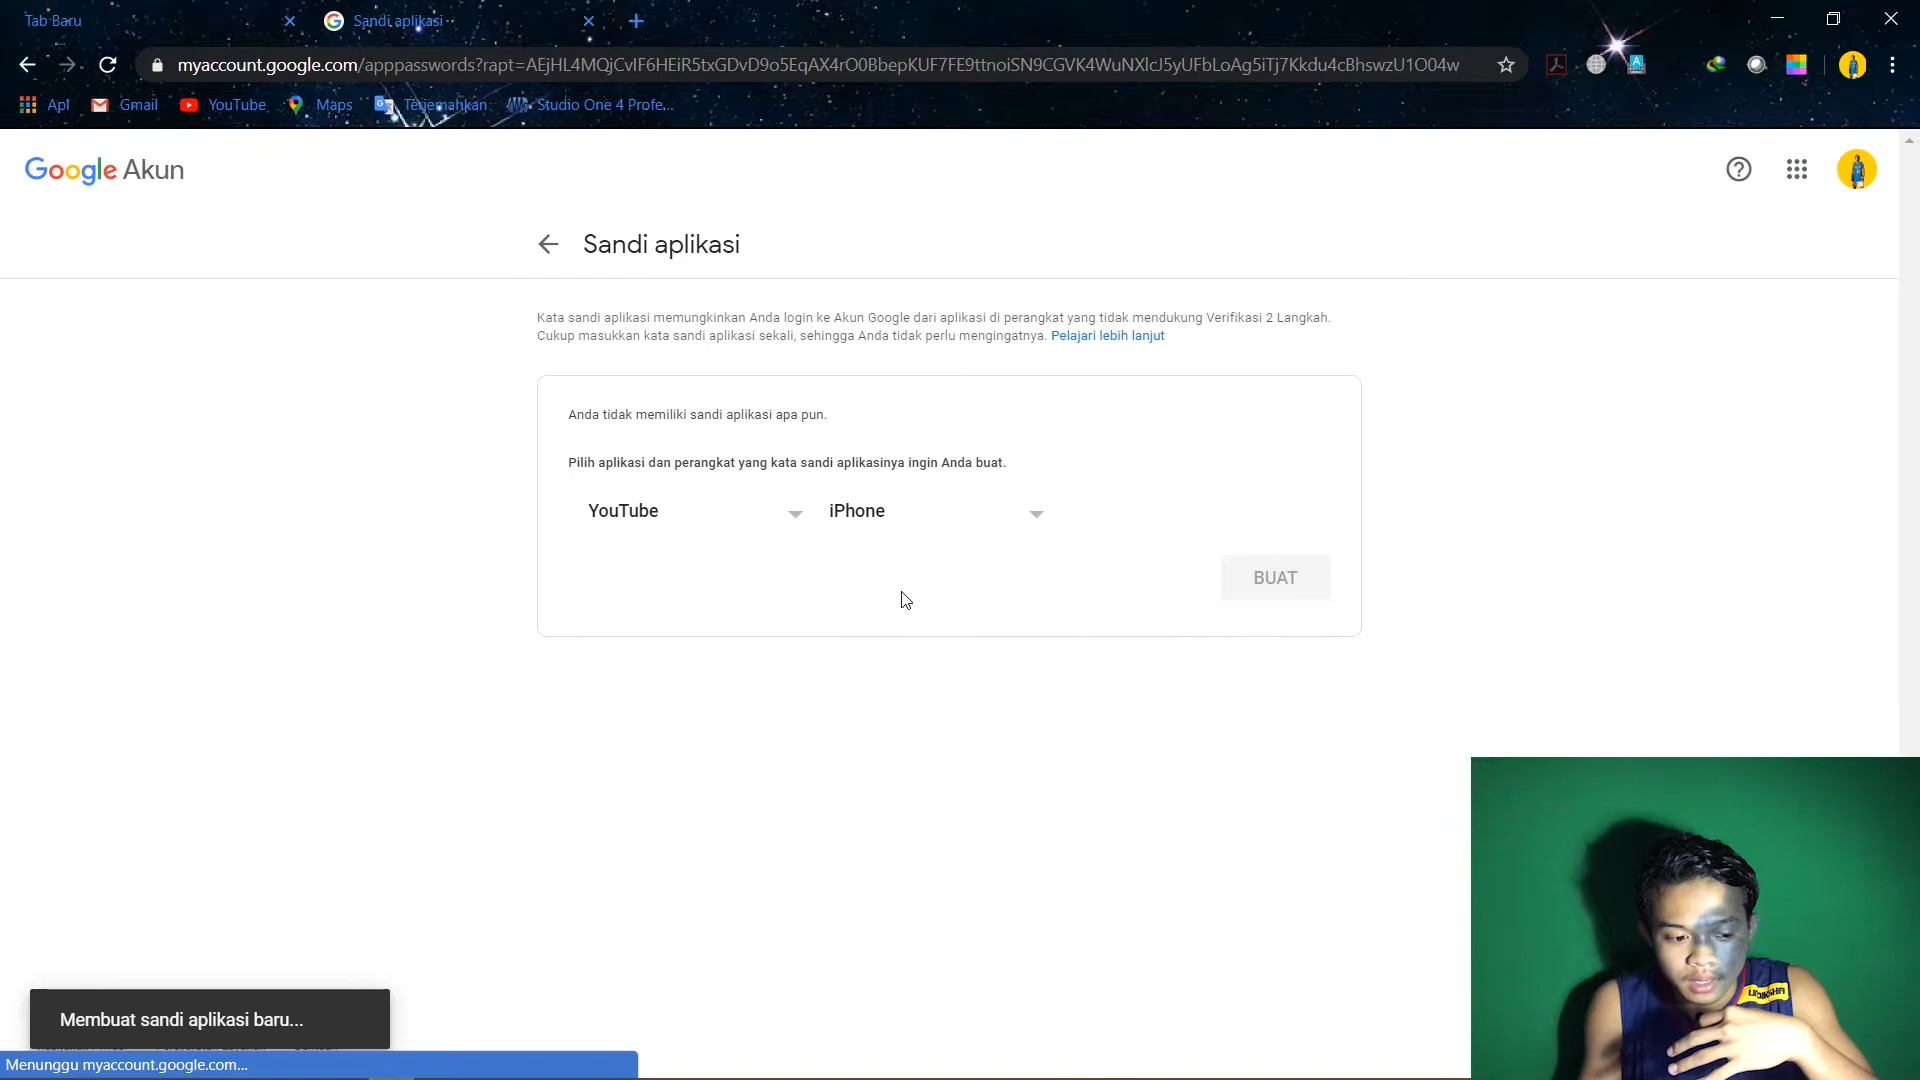 Tab Baru
Sandi aplikasi
myaccount.google.com/apppasswords?rapt=AEjHL4MQjCvIF6HEiR5txGDvD9o5EqAX4rO0BbepKUF7FE9ttnoiSN9CGVK4WuNXlcJ5yUFbLoAg5iTj7Kkdu4cBhswzU1O04w
Apl
Gmail
YouTube
Maps
Terjemahkan
Studio One 4 Profe...
Google Akun
Sandi aplikasi
Kata sandi aplikasi memungkinkan Anda login ke Akun Google dari aplikasi di perangkat yang tidak mendukung Verifikasi 2 Langkah.
Cukup masukkan kata sandi aplikasi sekali, sehingga Anda tidak perlu mengingatnya. Pelajari lebih lanjut
Anda tidak memiliki sandi aplikasi apa pun.
Pilih aplikasi dan perangkat yang kata sandi aplikasinya ingin Anda buat.
YouTube
iPhone
BUAT
Membuat sandi aplikasi baru...
Menunggu myaccount.google.com...